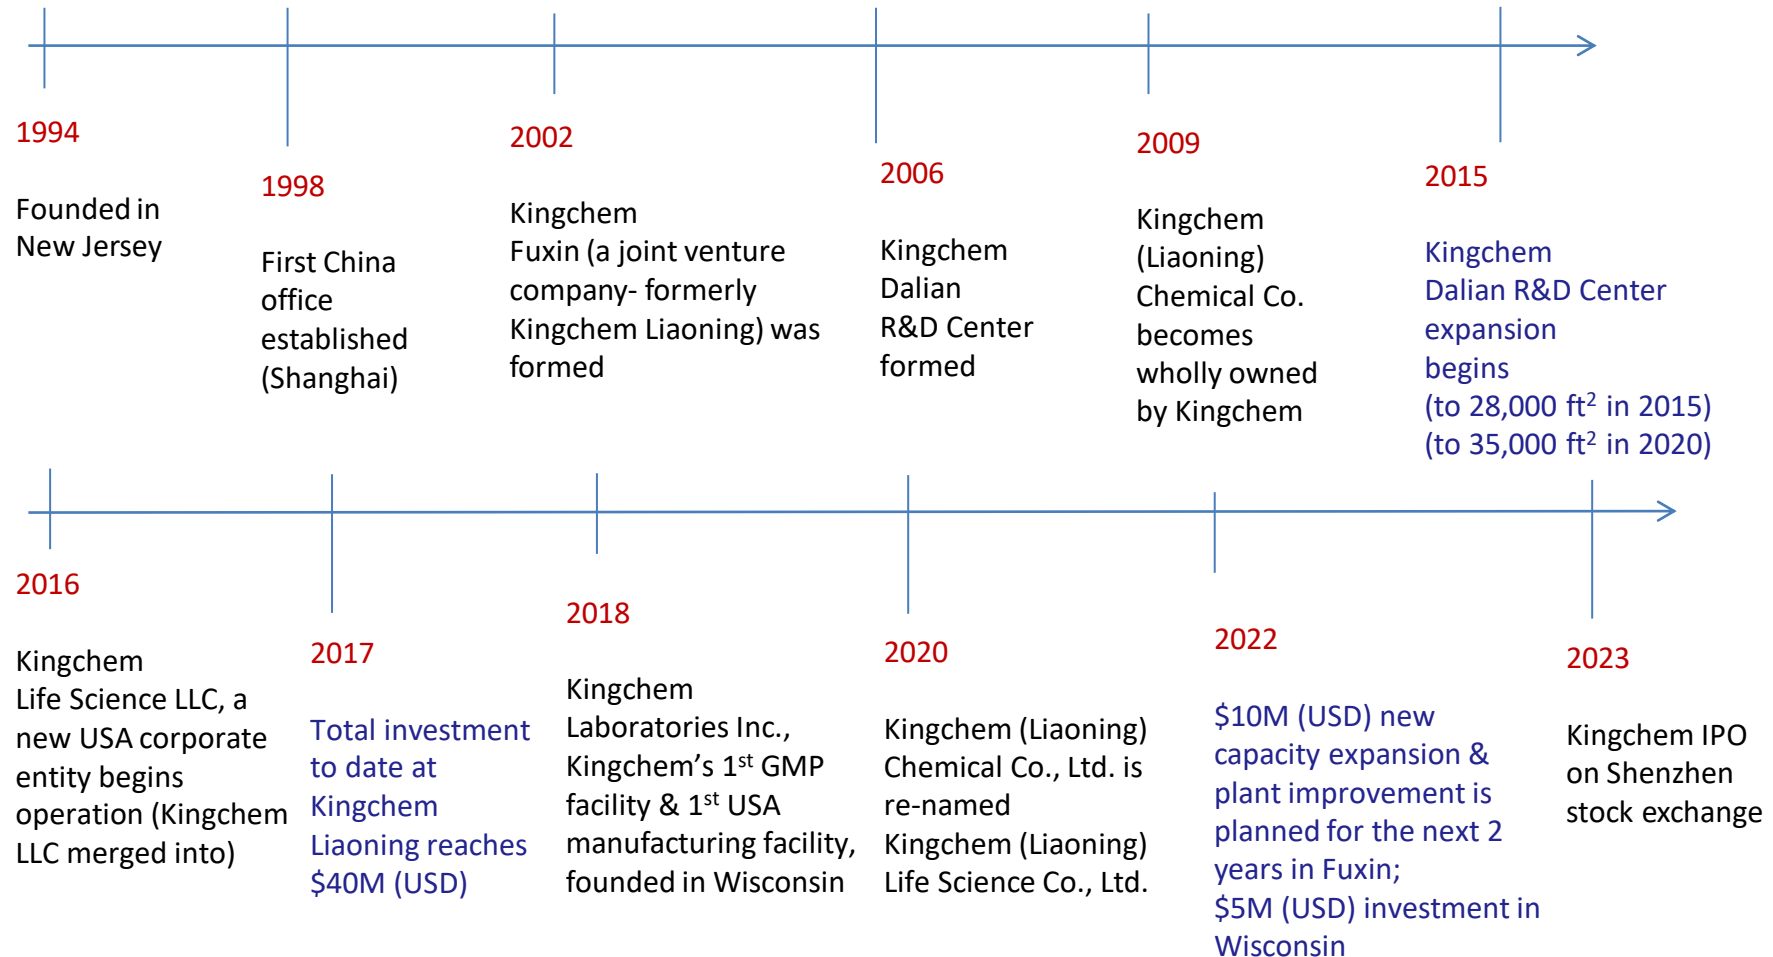 1994
Founded in
New Jersey
1998
First China
office
established
(Shanghai)
2002
Kingchem
Fuxin (a joint venture
company- formerly
Kingchem Liaoning) was
formed
2006
Kingchem
Dalian
R&D Center
formed
2009
Kingchem
(Liaoning)
Chemical Co.
becomes
wholly owned
by Kingchem
2015
Kingchem
Dalian R&D Center
expansion
begins
(to 28,000 ft² in 2015)
(to 35,000 ft² in 2020)
2016
Kingchem
Life Science LLC, a
new USA corporate
entity begins
operation (Kingchem
LLC merged into)
2017
Total investment
to date at
Kingchem
Liaoning reaches
$40M (USD)
2018
Kingchem
Laboratories Inc.,
Kingchem’s 1st GMP
facility & 1st USA
manufacturing facility,
founded in Wisconsin
2020
Kingchem (Liaoning)
Chemical Co., Ltd. is
re-named
Kingchem (Liaoning)
Life Science Co., Ltd.
2022
$10M (USD) new
capacity expansion &
plant improvement is
planned for the next 2
years in Fuxin;
$5M (USD) investment in
Wisconsin
2023
Kingchem IPO
on Shenzhen
stock exchange